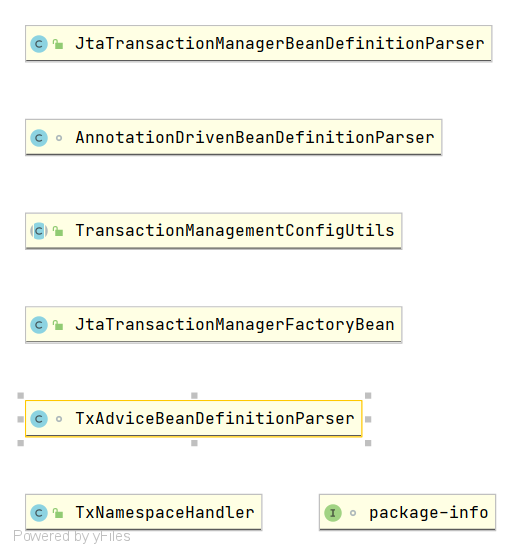 C JtaTransactionManagerBeanDefinitionParser
C AnnotationDrivenBeanDefinitionParser
C TransactionManagementConfigUtils
C JtaTransactionManagerFactoryBean
C TxAdviceBeanDefinitionParser
C TxNamespaceHandler
I package-info
Powered by yFiles